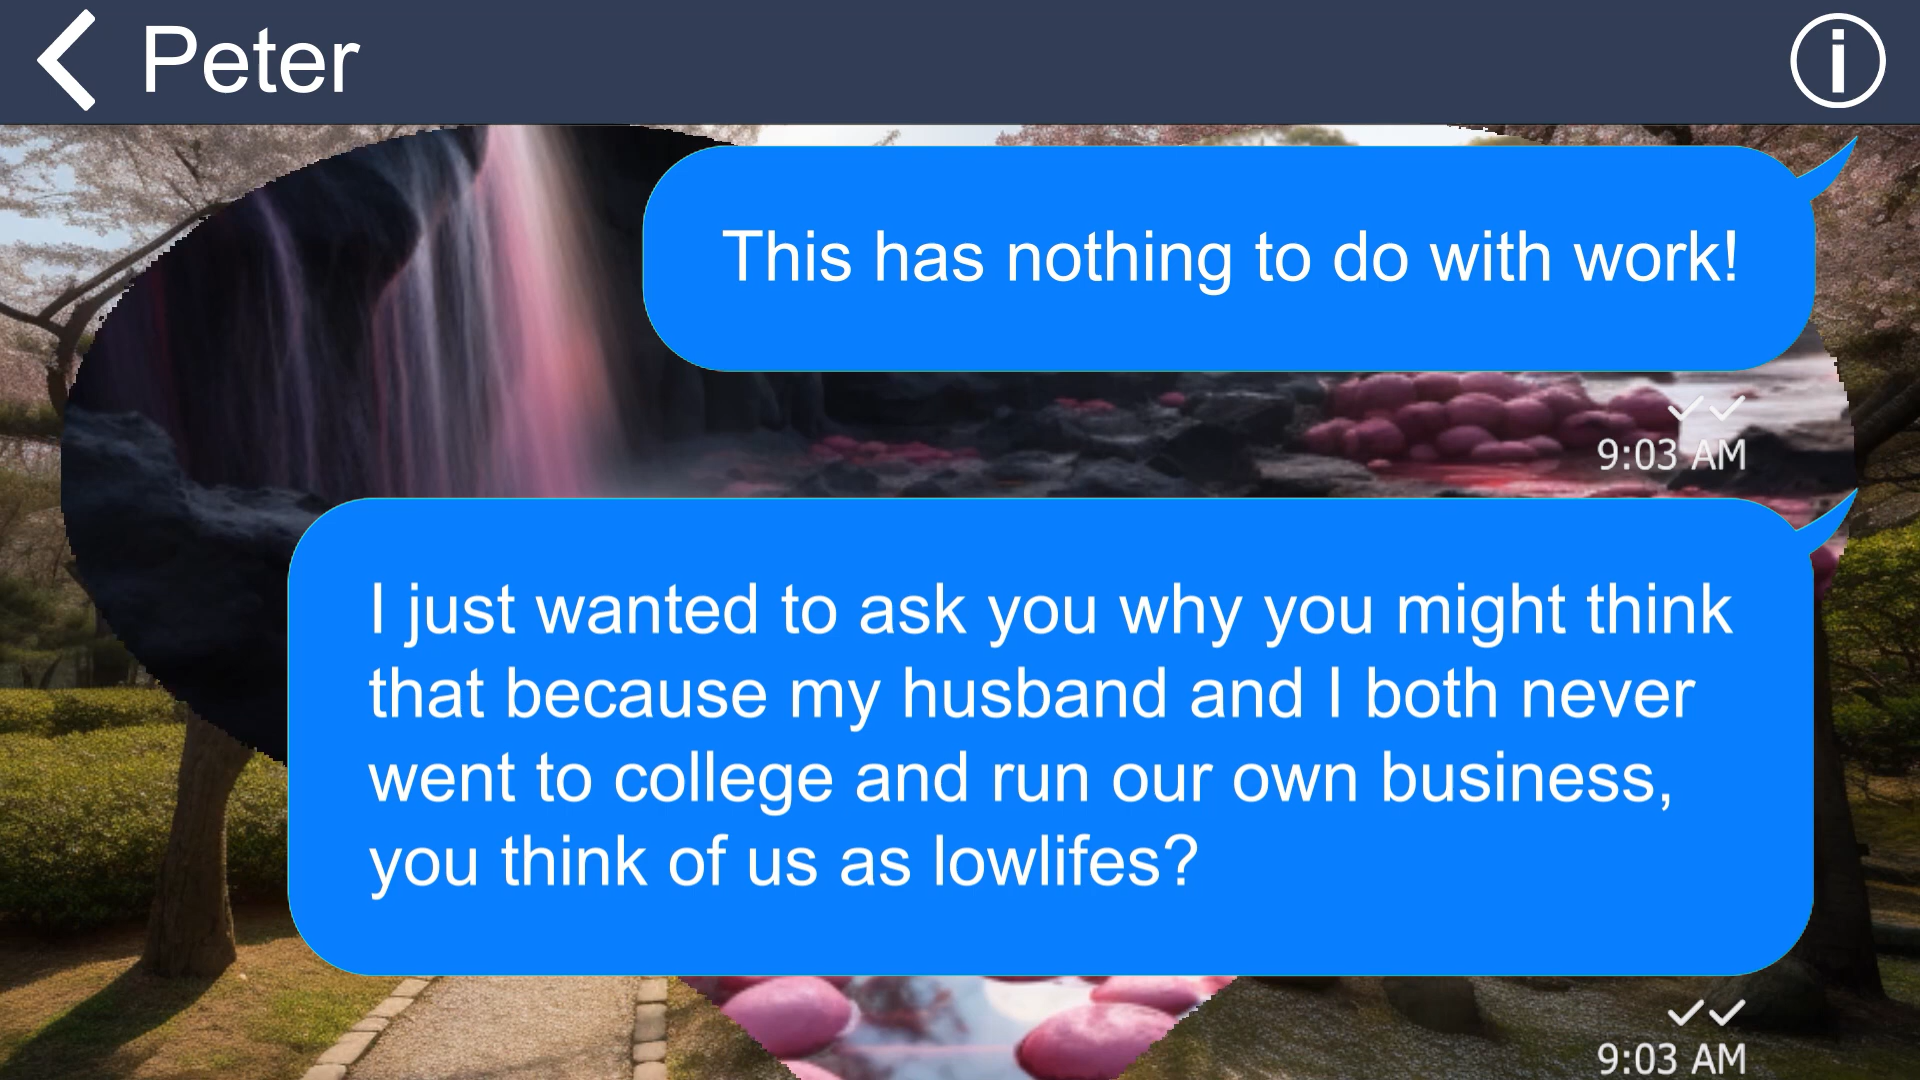 Peter
This has nothing to do with work!
9:03 AM
I just wanted to ask you why you might think
that because my husband and I both never
went to college and run our own business,
you think of us as lowlifes?
9:03 AM